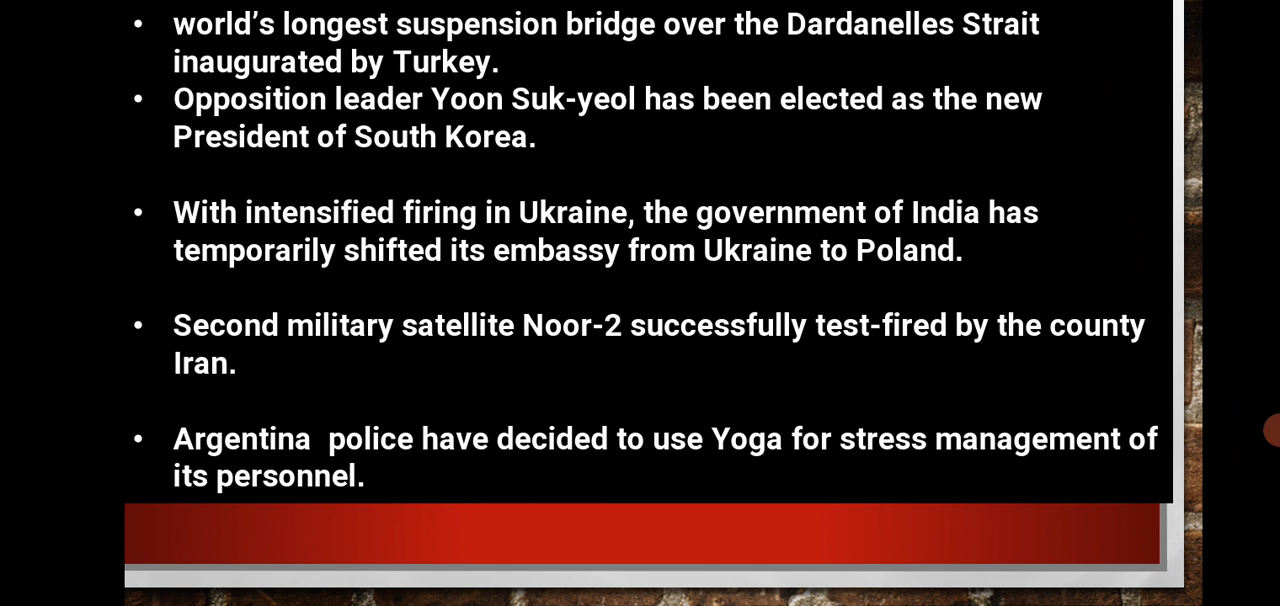 • world’s longest suspension bridge over the Dardanelles Strait
inaugurated by Turkey.
• Opposition leader Yoon Suk-yeol has been elected as the new
President of South Korea.
• With intensified firing in Ukraine, the government of India has
temporarily shifted its embassy from Ukraine to Poland.
• Second military satellite Noor-2 successfully test-fired by the county
Iran.
• Argentina  police have decided to use Yoga for stress management of
its personnel.